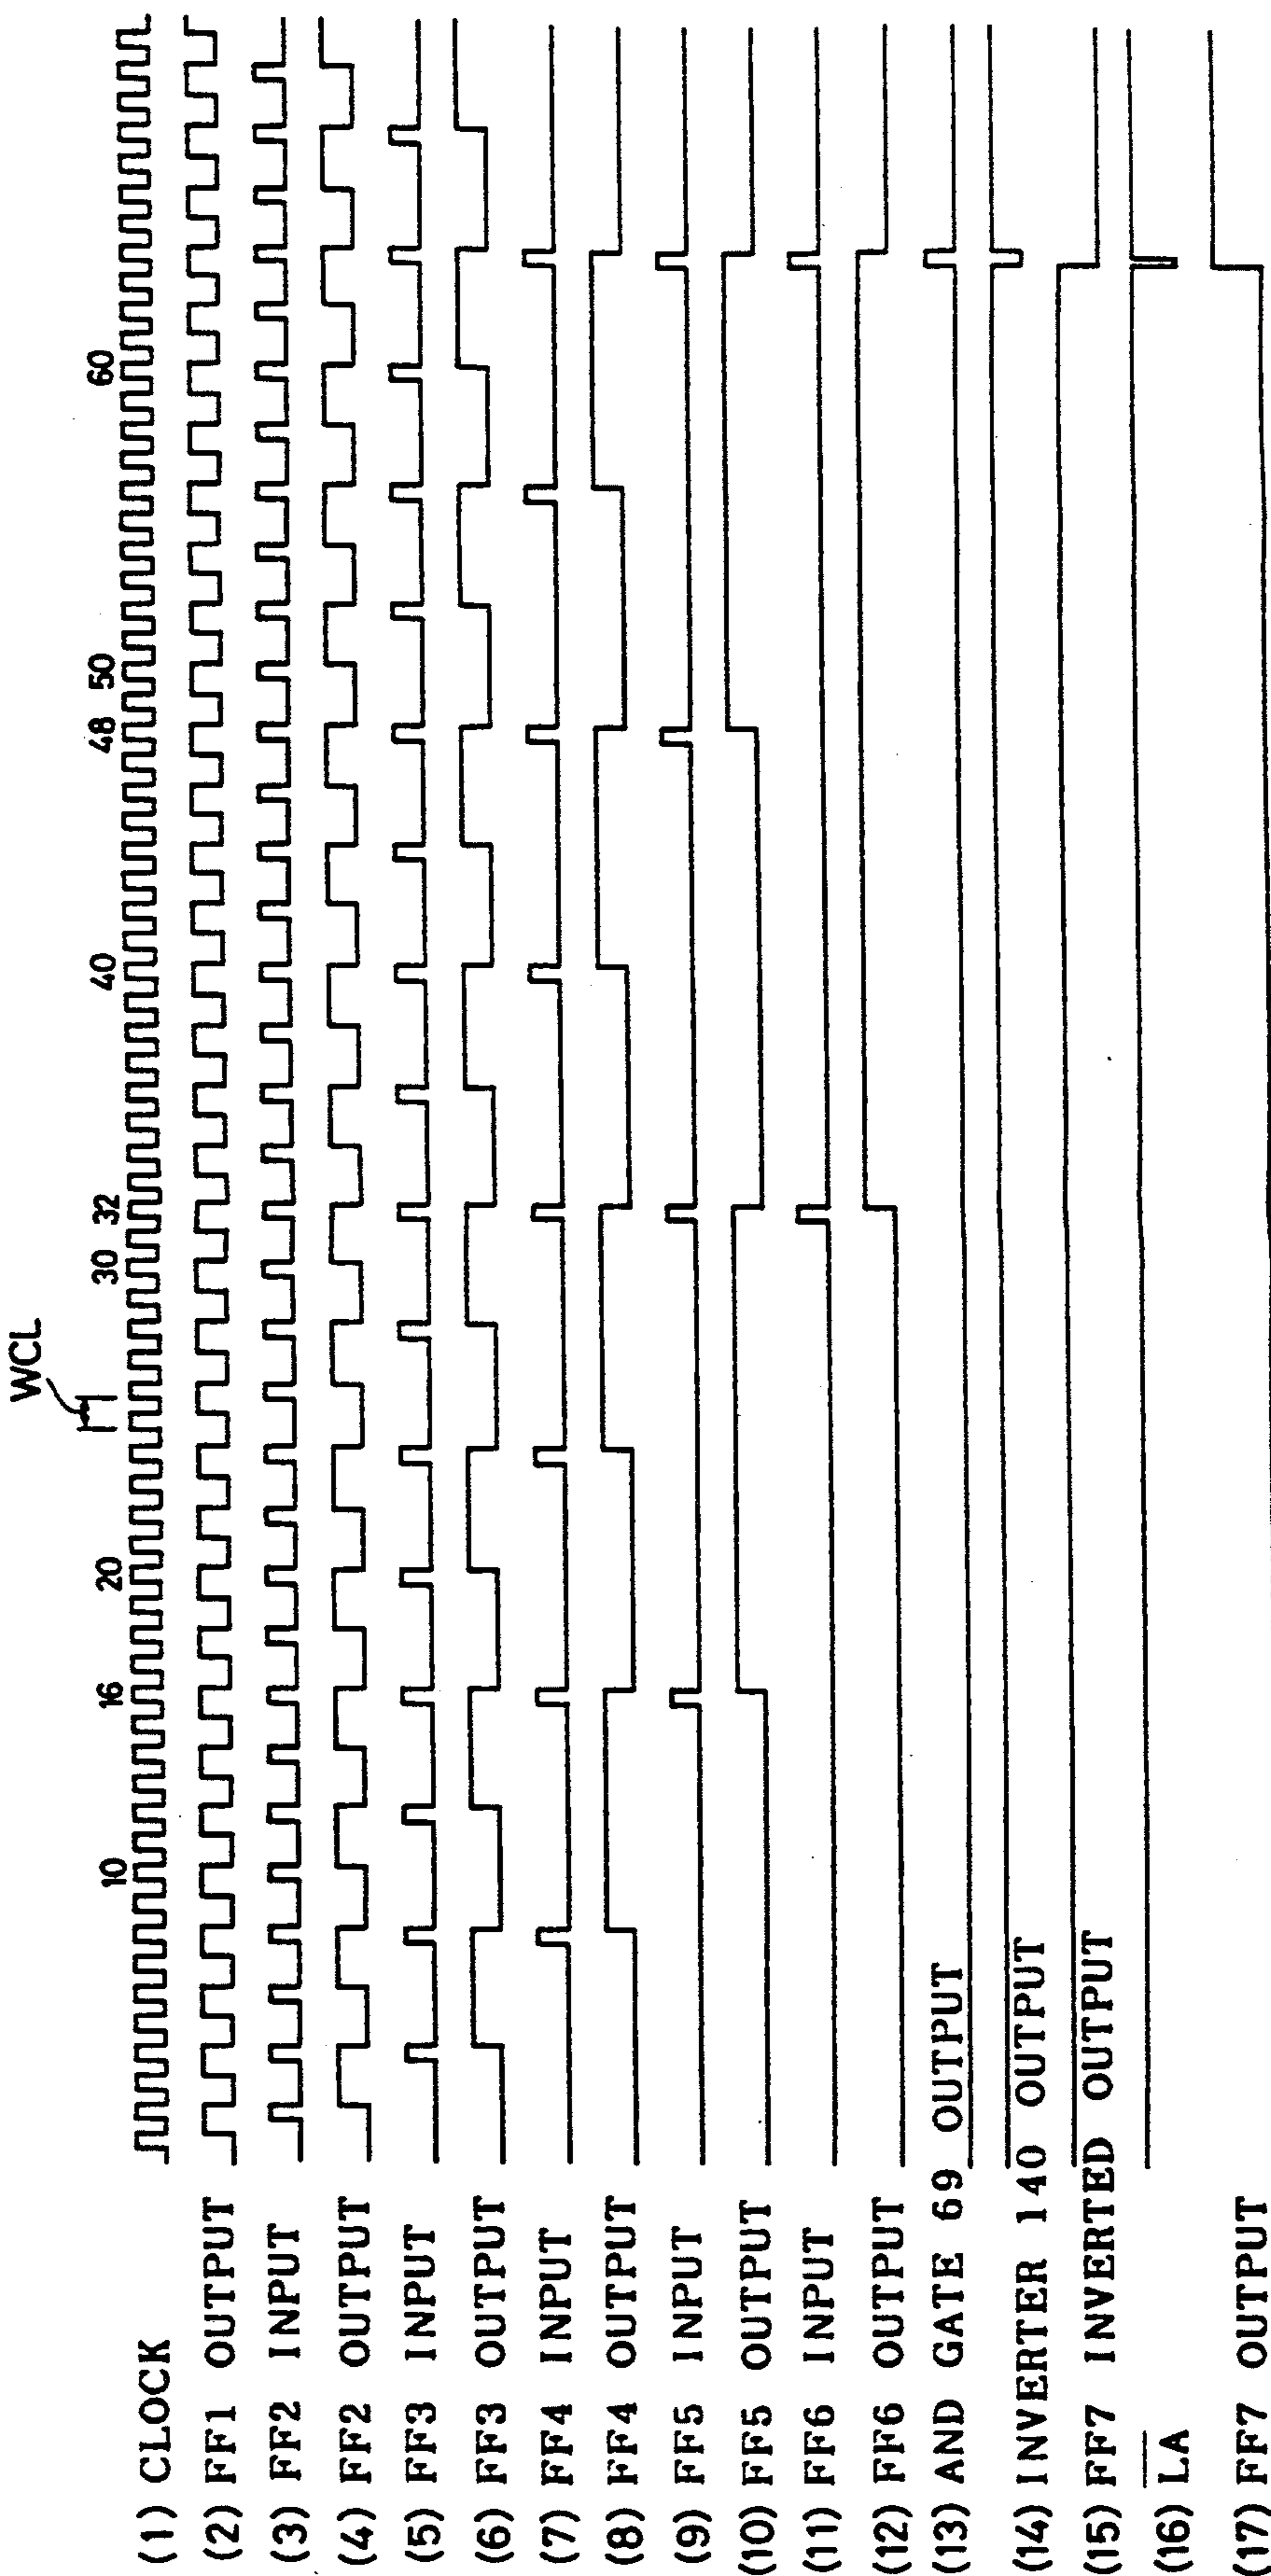 WCL
10 16 20 30 32 40 48 50 60
(1) CLOCK
(2) FF1 OUTPUT
(3) FF2 INPUT
(4) FF2 OUTPUT
(5) FF3 INPUT
(6) FF3 OUTPUT
(7) FF4 INPUT
(8) FF4 OUTPUT
(9) FF5 INPUT
(10) FF5 OUTPUT
(11) FF6 INPUT
(12) FF6 OUTPUT
(13) AND GATE 69 OUTPUT
(14) INVERTER 140 OUTPUT
(15) FF7 INVERTED OUTPUT
(16) L̅A̅
(17) FF7 OUTPUT